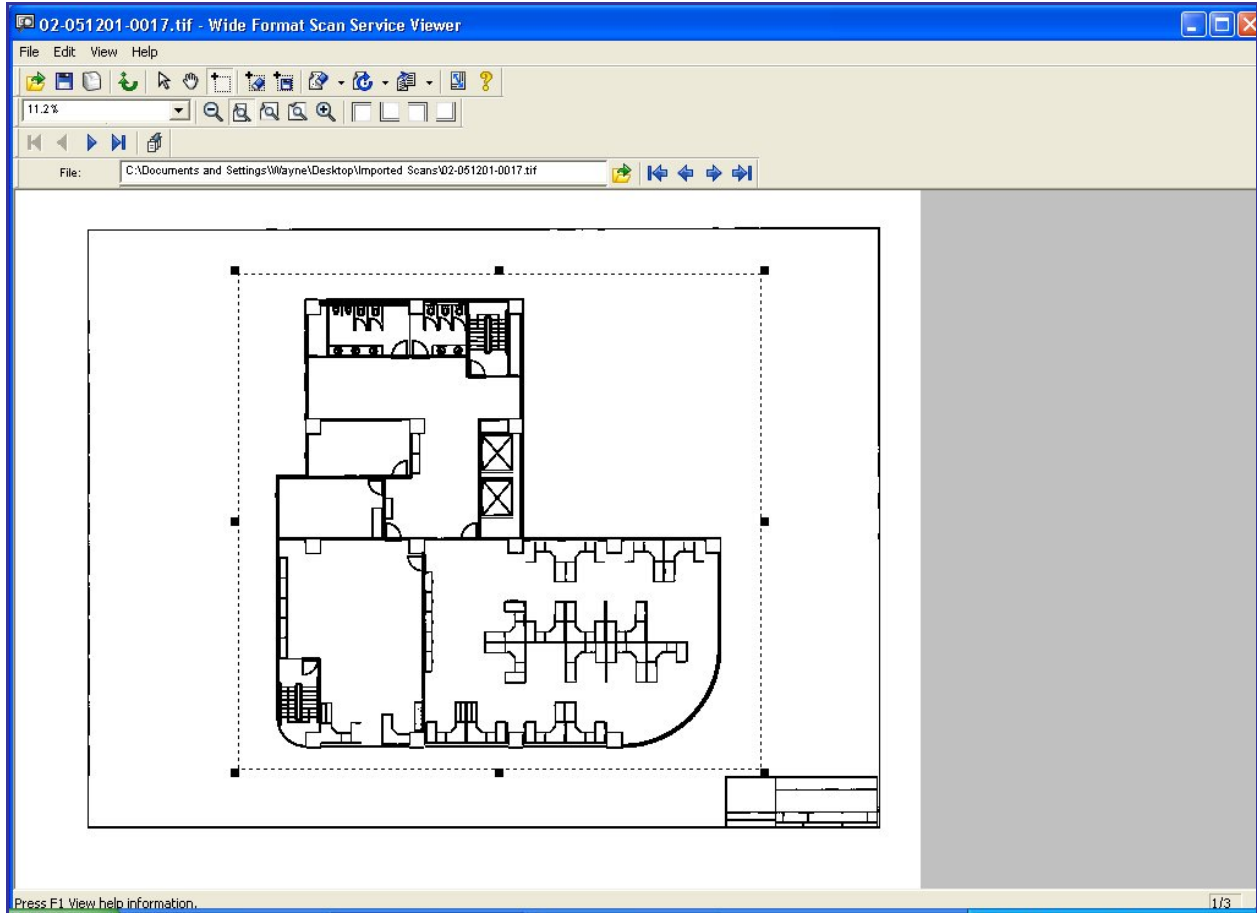 02-051201-0017.tif - Wide Format Scan Service Viewer
File Edit View Help
11.2%
File: C:\Documents and Settings\Wayne\Desktop\Imported Scans\02-051201-0017.tif
Press F1 View help information. 1/3